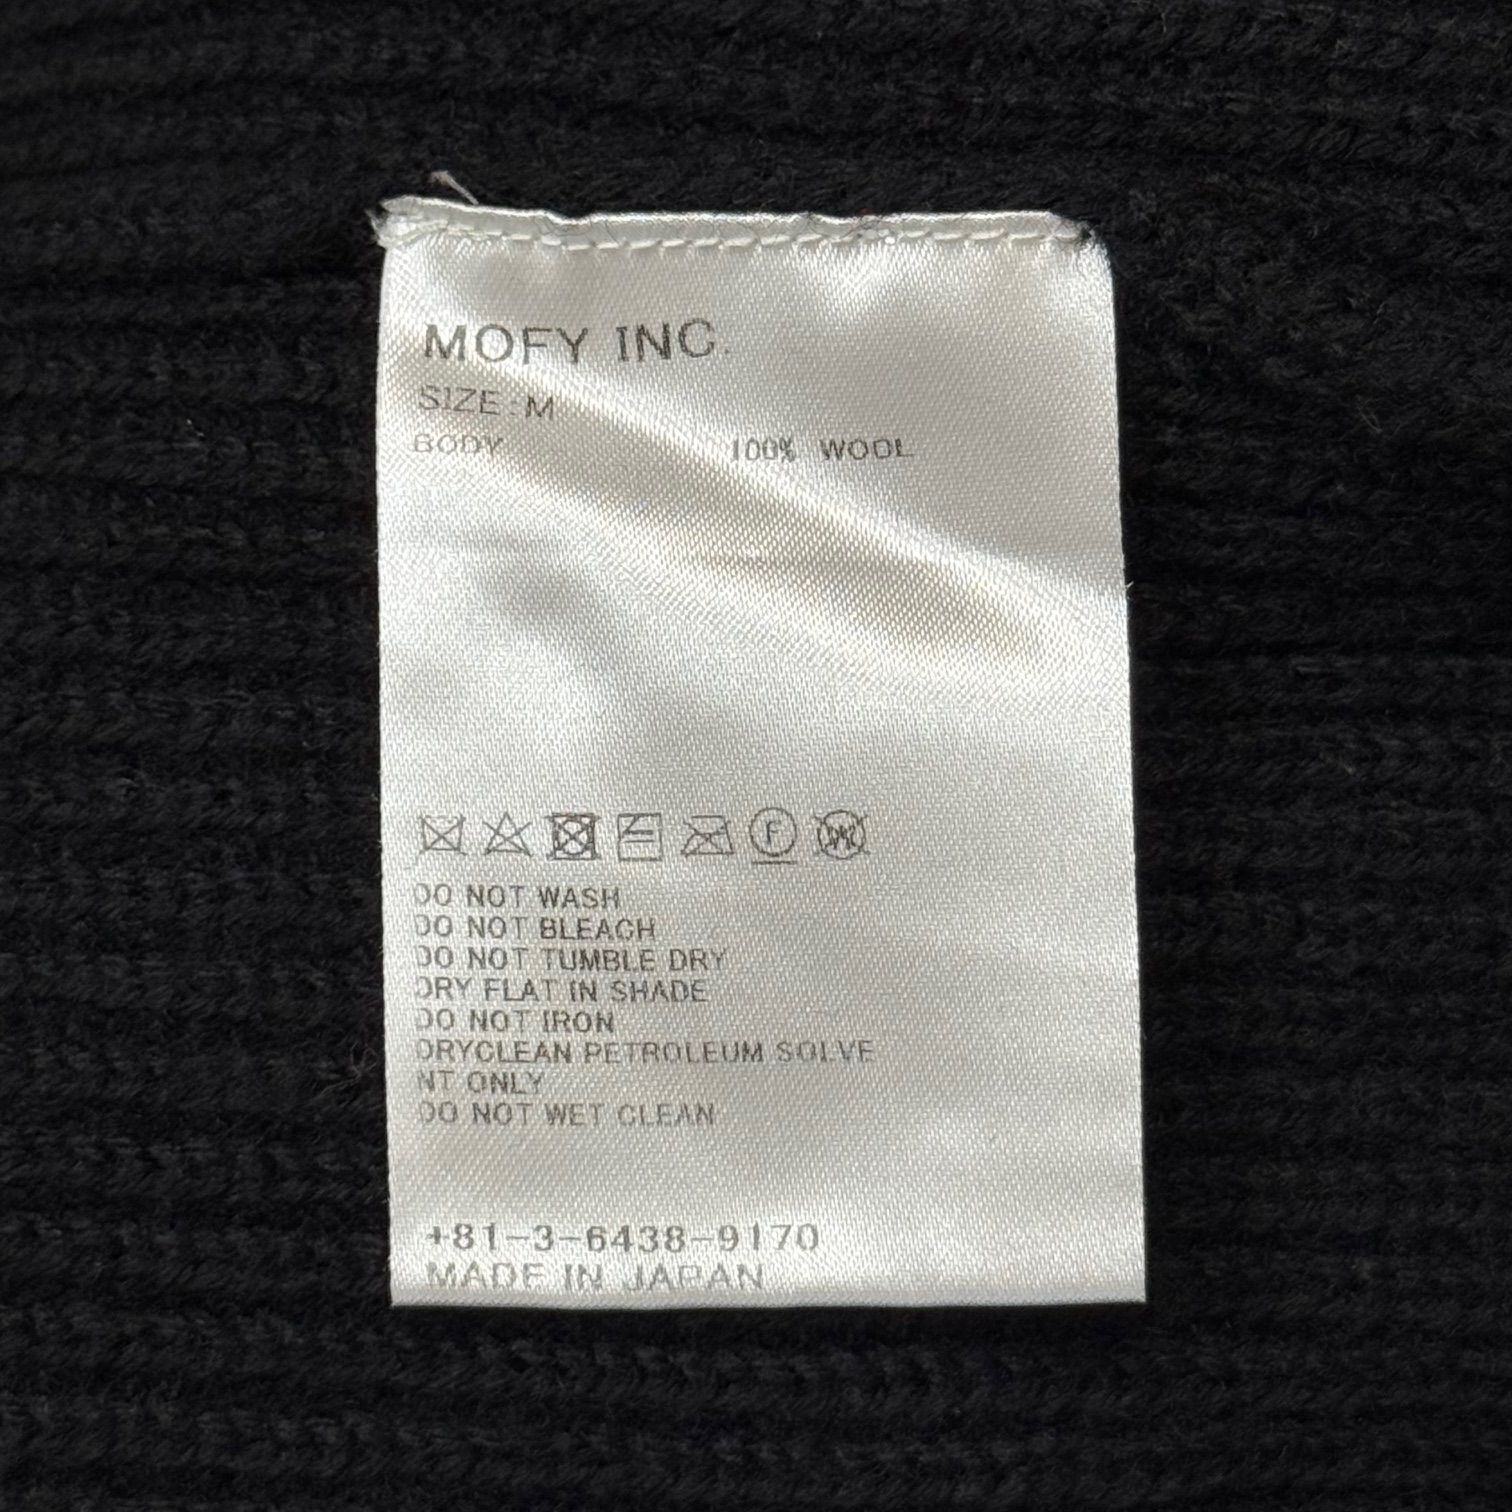 MOFY INC.
SIZE:M
BODY 100% WOOL
F
W
DO NOT WASH
DO NOT BLEACH
DO NOT TUMBLE DRY
DRY FLAT IN SHADE
DO NOT IRON
DRYCLEAN PETROLEUM SOLVE
NT ONLY
DO NOT WET CLEAN
+81-3-6438-9170
MADE IN JAPAN